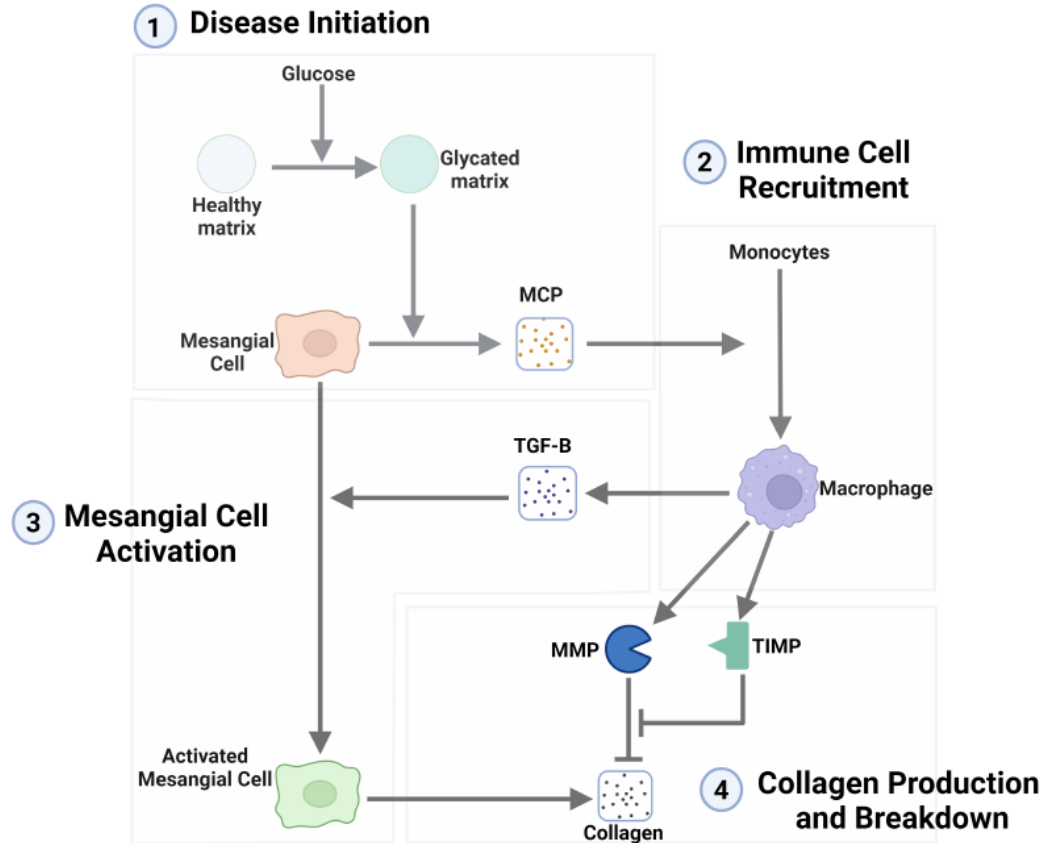 1 Disease Initiation
Glucose
Glycated
matrix
Healthy
matrix
2 Immune Cell
Recruitment
Monocytes
MCP
Mesangial
Cell
TGF-B
Macrophage
3 Mesangial Cell
Activation
MMP
TIMP
Activated
Mesangial Cell
4 Collagen Production
and Breakdown
Collagen